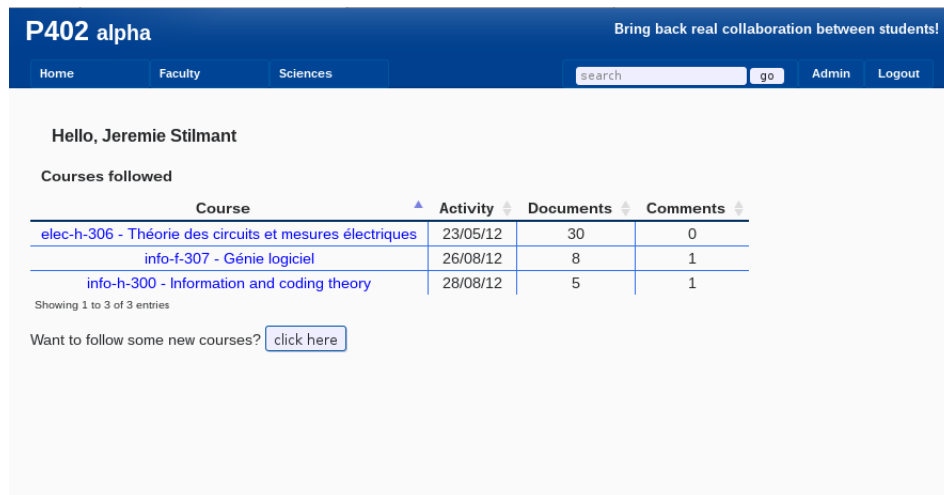 P402 alpha
Bring back real collaboration between students!
Home Faculty Sciences search go Admin Logout
Hello, Jeremie Stilmant
Courses followed
Course Activity Documents Comments
elec-h-306 - Théorie des circuits et mesures électriques 23/05/12 30 0
info-f-307 - Génie logiciel 26/08/12 8 1
info-h-300 - Information and coding theory 28/08/12 5 1
Showing 1 to 3 of 3 entries
Want to follow some new courses? click here